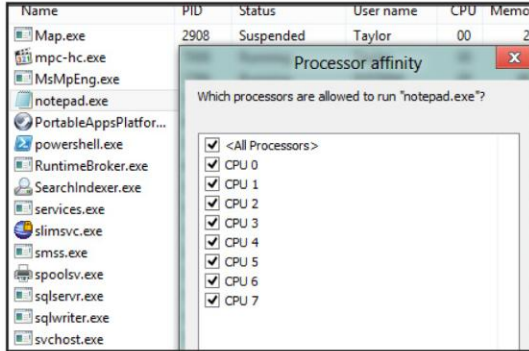 Name PID Status User name CPU Memo
Map.exe 2908 Suspended Taylor 00 2
mpc-hc.exe
Processor affinity
x
MsMpEng.exe
notepad.exe
Which processors are allowed to run "notepad.exe"?
PortableAppsPlatfor...
<All Processors>
powershell.exe
CPU 0
RuntimeBroker.exe
CPU 1
SearchIndexer.exe
CPU 2
services.exe
CPU 3
slimsvc.exe
CPU 4
smss.exe
CPU 5
spoolsv.exe
CPU 6
sqlservr.exe
CPU 7
sqlwriter.exe
svchost.exe